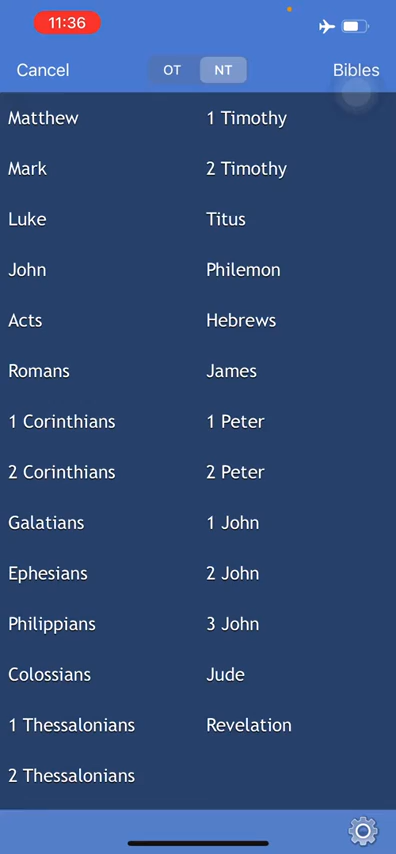 11:36
Cancel
OT
NT
Bibles
Matthew
Mark
Luke
John
Acts
Romans
1 Corinthians
2 Corinthians
Galatians
Ephesians
Philippians
Colossians
1 Thessalonians
2 Thessalonians
1 Timothy
2 Timothy
Titus
Philemon
Hebrews
James
1 Peter
2 Peter
1 John
2 John
3 John
Jude
Revelation